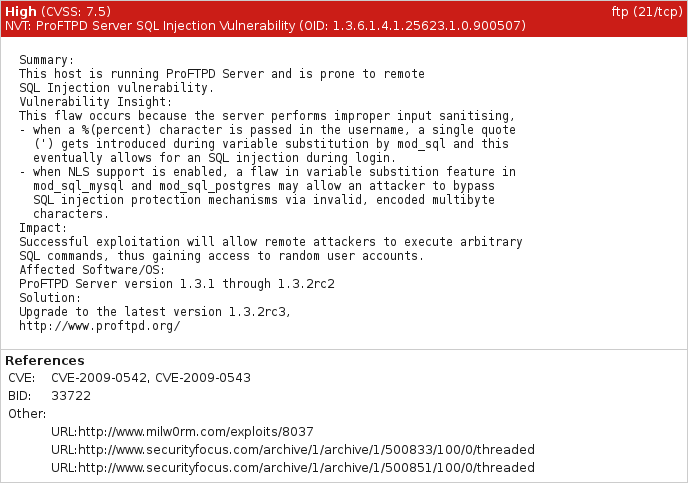 High (CVSS: 7.5) ftp (21/tcp)
NVT: ProFTPD Server SQL Injection Vulnerability (OID: 1.3.6.1.4.1.25623.1.0.900507)
Summary:
This host is running ProFTPD Server and is prone to remote
SQL Injection vulnerability.
Vulnerability Insight:
This flaw occurs because the server performs improper input sanitising,
- when a %(percent) character is passed in the username, a single quote
(') gets introduced during variable substitution by mod_sql and this
eventually allows for an SQL injection during login.
- when NLS support is enabled, a flaw in variable substition feature in
mod_sql_mysql and mod_sql_postgres may allow an attacker to bypass
SQL injection protection mechanisms via invalid, encoded multibyte
characters.
Impact:
Successful exploitation will allow remote attackers to execute arbitrary
SQL commands, thus gaining access to random user accounts.
Affected Software/OS:
ProFTPD Server version 1.3.1 through 1.3.2rc2
Solution:
Upgrade to the latest version 1.3.2rc3,
http://www.proftpd.org/
References
CVE: CVE-2009-0542, CVE-2009-0543
BID: 33722
Other:
URL:http://www.milw0rm.com/exploits/8037
URL:http://www.securityfocus.com/archive/1/archive/1/500833/100/0/threaded
URL:http://www.securityfocus.com/archive/1/archive/1/500851/100/0/threaded